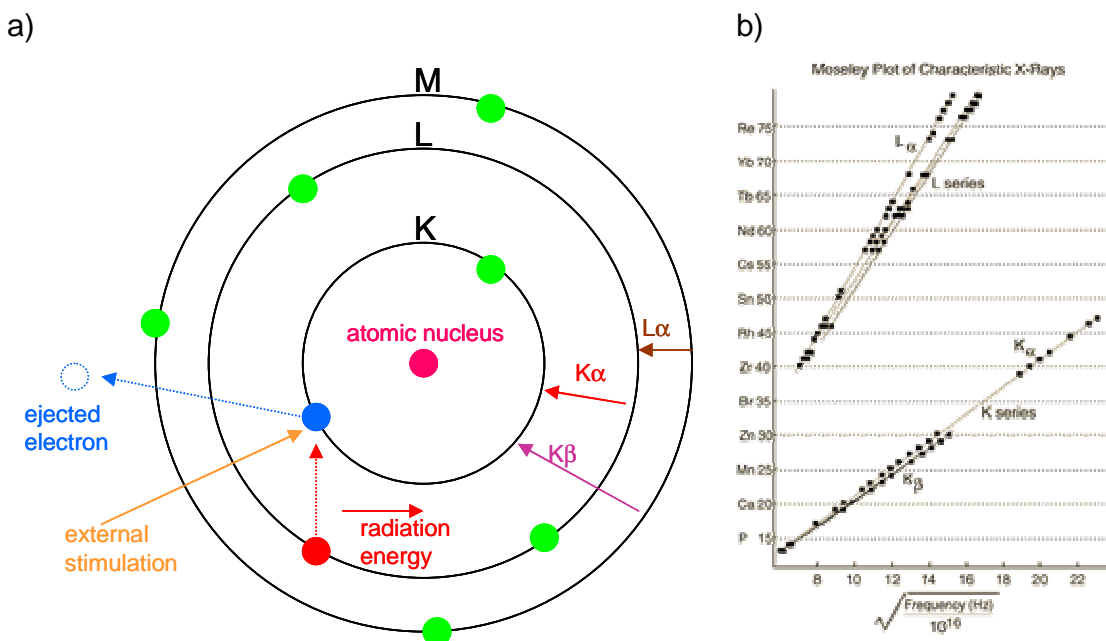 a)
M
L
K
atomic nucleus
Lα
Kα
Kβ
ejected
electron
external
stimulation
radiation
energy
b)
Moseley Plot of Characteristic X-Rays
Re 75
Yb 70
Tb 65
Nd 60
Cs 55
Sn 50
Rh 45
Zr 40
Br 35
Zn 30
Mn 25
Ca 20
P 15
Lα
L series
Kα
K series
Kβ
8 10 12 14 16 18 20 22
√Frequency (Hz)
10¹⁶